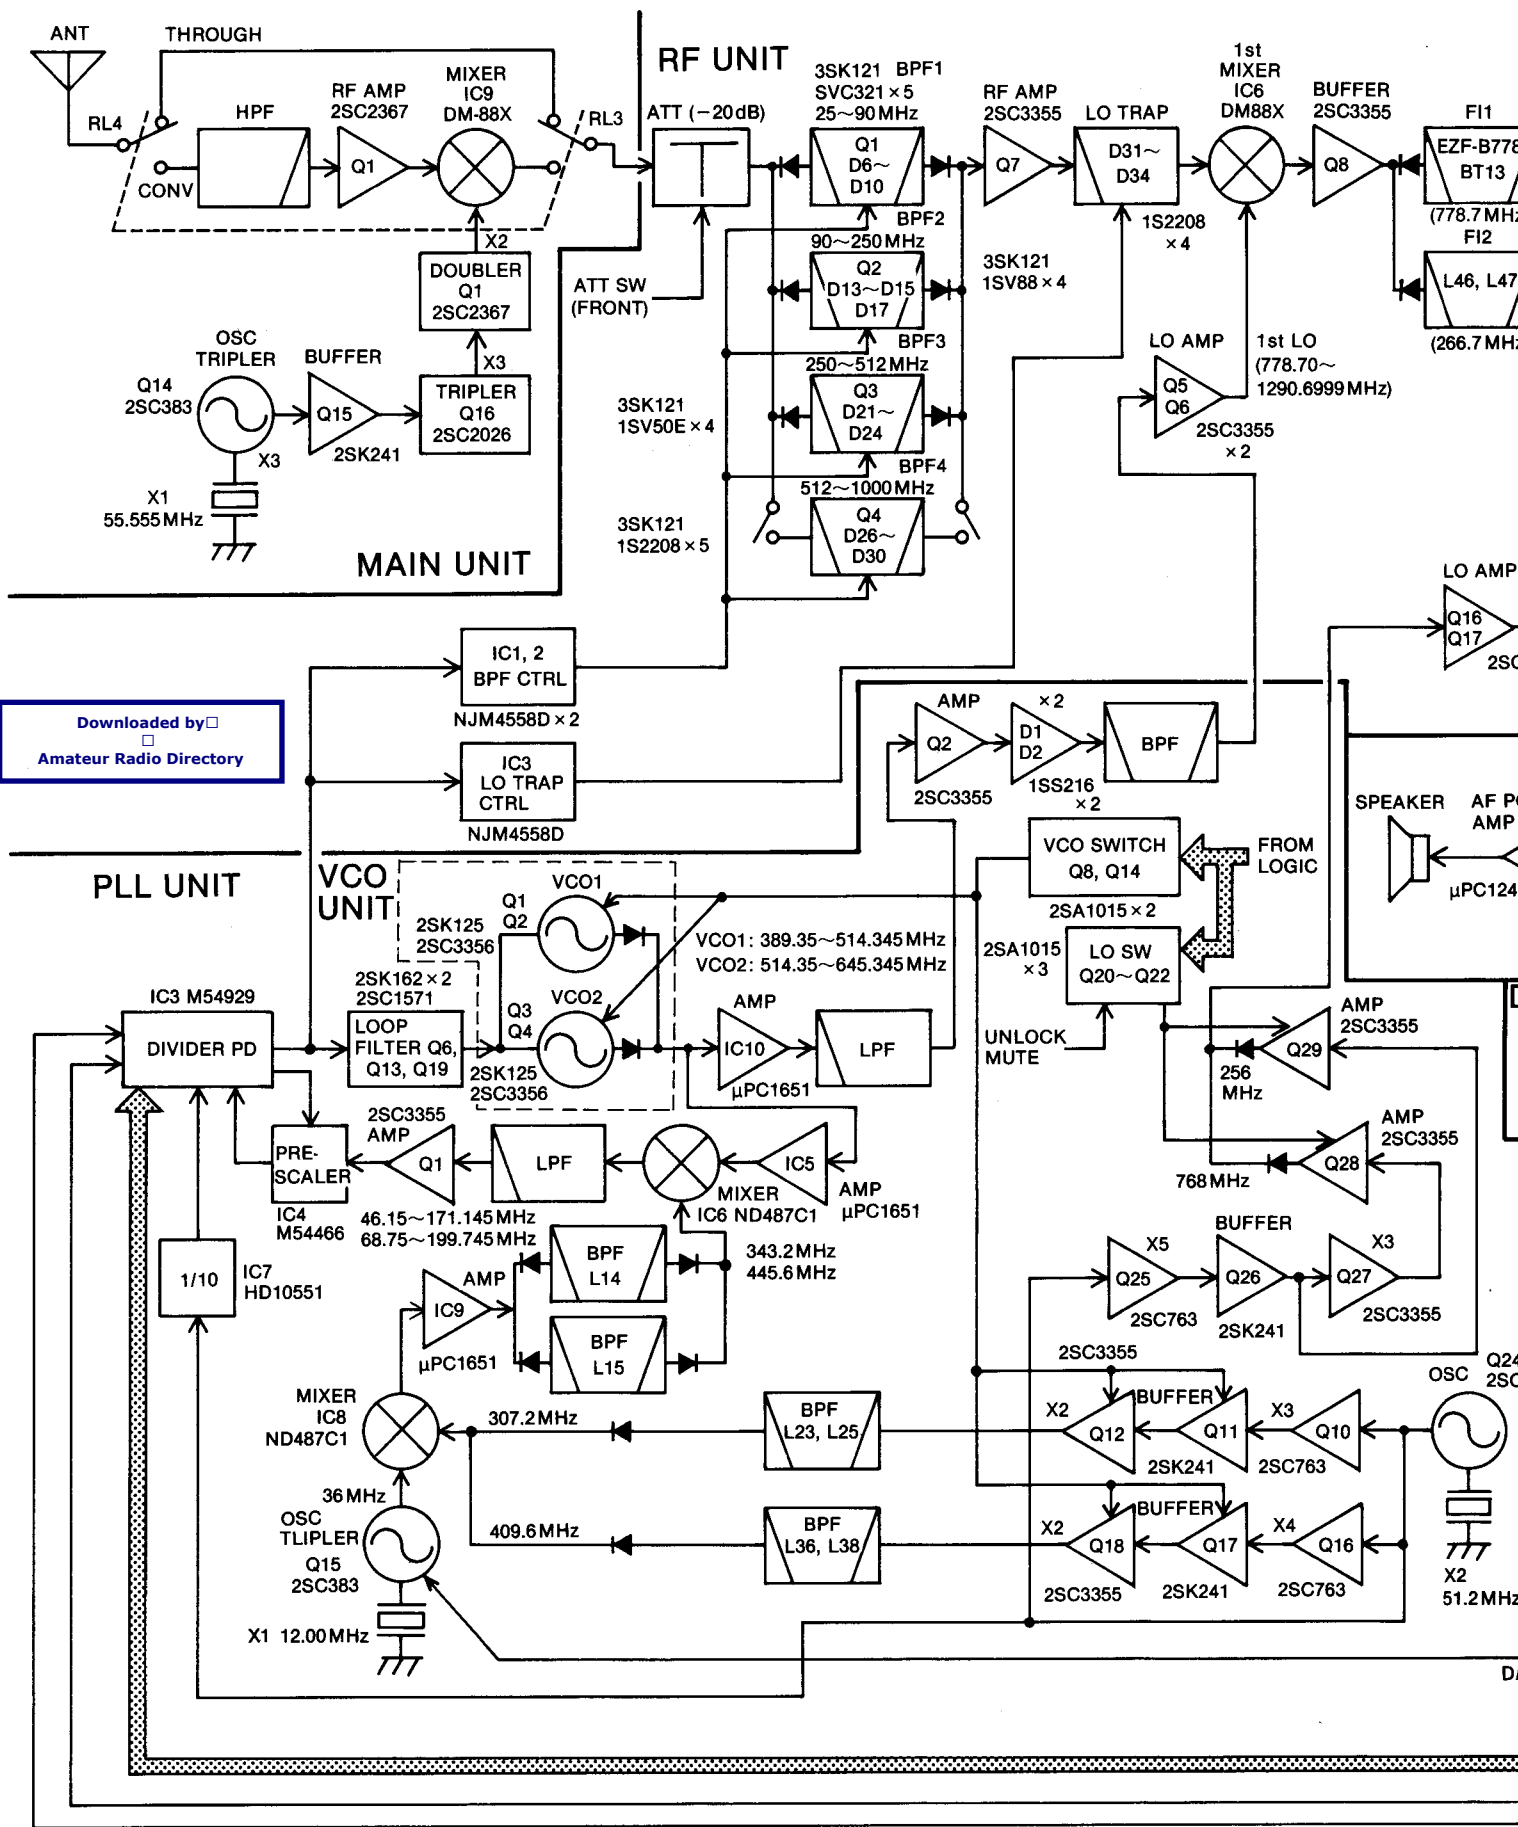 ANT
THROUGH
RL4
CONV
HPF
RF AMP
2SC2367
Q1
MIXER
IC9
DM-88X
RL3
X2
DOUBLER
Q1
2SC2367
X3
TRIPLER
Q16
2SC2026
OSC
TRIPLER
Q14
2SC383
BUFFER
Q15
2SK241
X3
X1
55.555MHz
MAIN UNIT
RF UNIT
ATT (−20dB)
ATT SW
(FRONT)
3SK121 BPF1
SVC321×5
25~90MHz
Q1
D6~
D10
BPF2
90~250MHz
Q2
D13~D15
D17
BPF3
250~512MHz
Q3
D21~
D24
BPF4
512~1000MHz
Q4
D26~
D30
3SK121
1SV88×4
3SK121
1SV50E×4
3SK121
1S2208×5
RF AMP
2SC3355
Q7
LO TRAP
D31~
D34
1S2208
×4
1st
MIXER
IC6
DM88X
BUFFER
2SC3355
Q8
FI1
EZF-B778
BT13
(778.7MHz
FI2
L46, L47
(266.7MHz
LO AMP
Q5
Q6
2SC3355
×2
1st LO
(778.70~
1290.6999MHz)
LO AMP
Q16
Q17
2SC
IC1, 2
BPF CTRL
NJM4558D×2
IC3
LO TRAP
CTRL
NJM4558D
Downloaded by□
□
Amateur Radio Directory
AMP
Q2
2SC3355
×2
D1
D2
1SS216
×2
BPF
SPEAKER
AF P
AMP
μPC124
VCO SWITCH
Q8, Q14
2SA1015×2
FROM
LOGIC
2SA1015
×3
LO SW
Q20~Q22
UNLOCK
MUTE
PLL UNIT
VCO
UNIT
VCO1
Q1
Q2
2SK125
2SC3356
VCO1: 389.35~514.345MHz
VCO2: 514.35~645.345MHz
VCO2
Q3
Q4
2SK125
2SC3356
2SK162×2
2SC1571
LOOP
FILTER Q6,
Q13, Q19
IC3 M54929
DIVIDER PD
AMP
IC10
μPC1651
LPF
AMP
2SC3355
Q29
256
MHz
AMP
2SC3355
Q28
768MHz
PRE-
SCALER
IC4
M54466
2SC3355
AMP
Q1
LPF
46.15~171.145MHz
68.75~199.745MHz
MIXER
IC6 ND487C1
IC5
AMP
μPC1651
1/10
IC7
HD10551
AMP
IC9
μPC1651
BPF
L14
BPF
L15
343.2MHz
445.6MHz
X5
Q25
2SC763
BUFFER
Q26
2SK241
X3
Q27
2SC3355
MIXER
IC8
ND487C1
307.2MHz
BPF
L23, L25
2SC3355
X2
Q12
BUFFER
Q11
2SK241
X3
Q10
2SC763
OSC
Q24
2SC
36MHz
OSC
TLIPLER
Q15
2SC383
X1 12.00MHz
409.6MHz
BPF
L36, L38
X2
Q18
2SC3355
BUFFER
Q17
2SK241
X4
Q16
2SC763
X2
51.2MHz